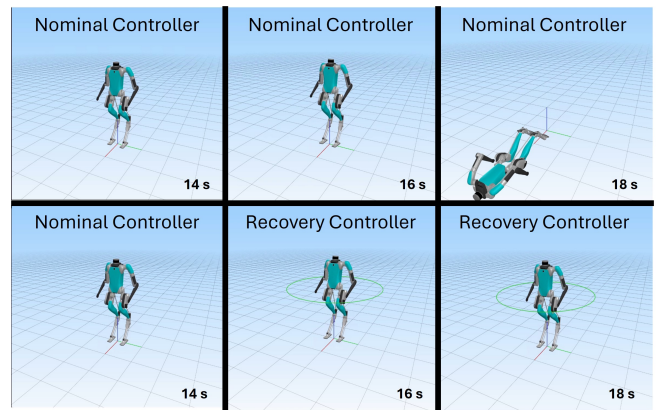 Nominal Controller
14 s
Nominal Controller
16 s
Nominal Controller
18 s
Nominal Controller
14 s
Recovery Controller
16 s
Recovery Controller
18 s